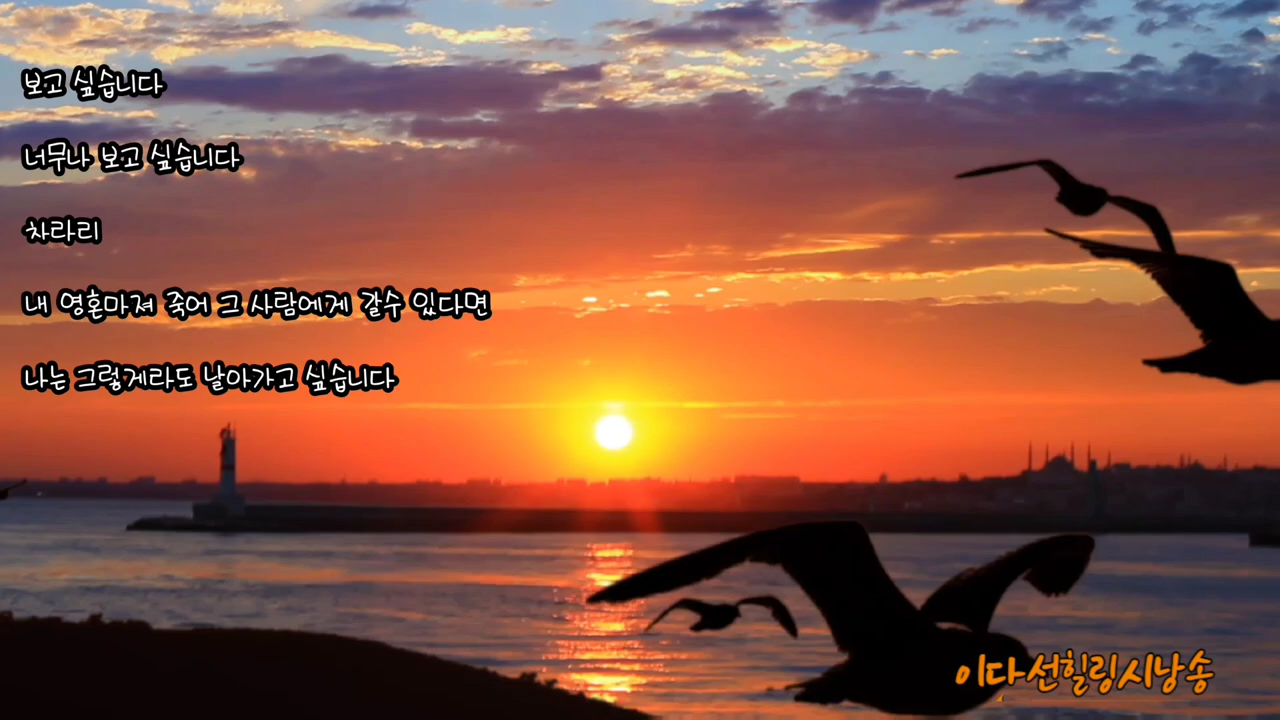 보고 싶습니다
너무나 보고 싶습니다
차라리
내 영혼마져 죽어 그 사람에게 갈수 있다면
나는 그렇게라도 날아가고 싶습니다
이다선힐링시낭송